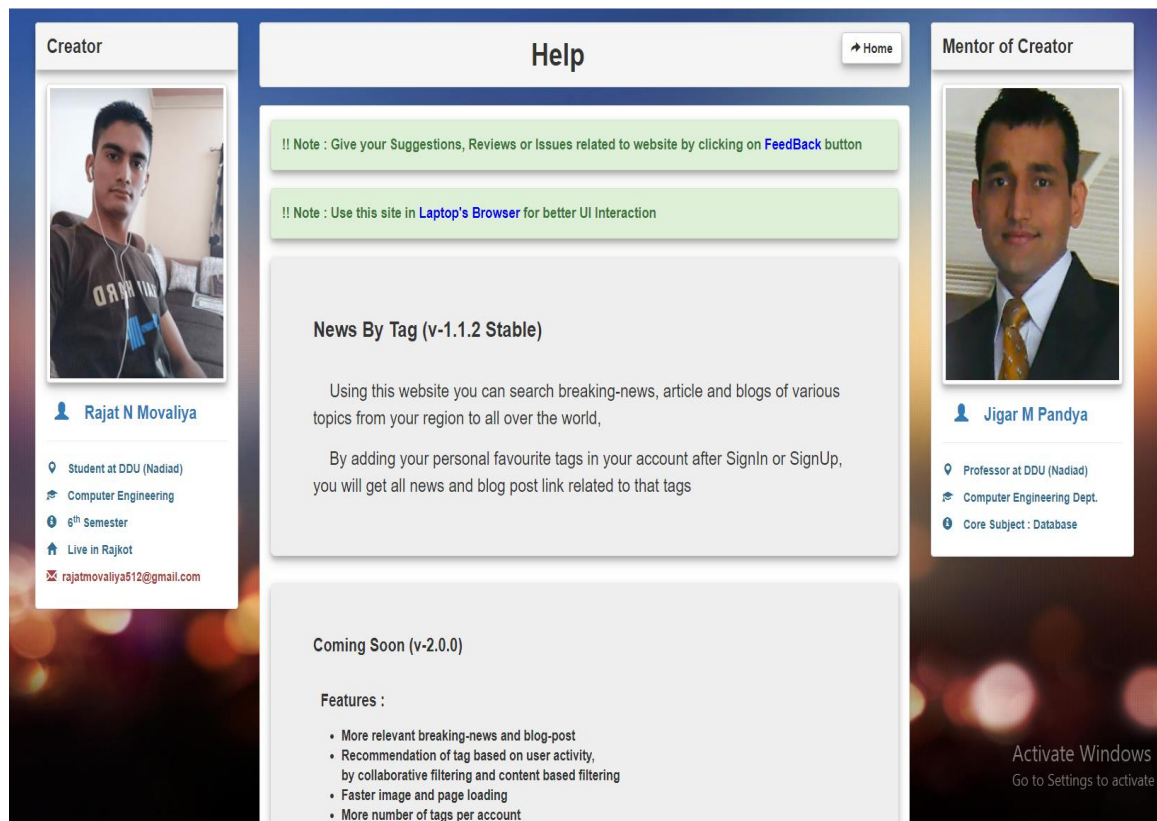 Creator
Rajat N Movaliya
Student at DDU (Nadiad)
Computer Engineering
6th Semester
Live in Rajkot
rajatmovaliya512@gmail.com
Help
Home
!! Note : Give your Suggestions, Reviews or Issues related to website by clicking on FeedBack button
!! Note : Use this site in Laptop's Browser for better UI Interaction
News By Tag (v-1.1.2 Stable)
Using this website you can search breaking-news, article and blogs of various
topics from your region to all over the world,
By adding your personal favourite tags in your account after SignIn or SignUp,
you will get all news and blog post link related to that tags
Coming Soon (v-2.0.0)
Features :
• More relevant breaking-news and blog-post
• Recommendation of tag based on user activity,
by collaborative filtering and content based filtering
• Faster image and page loading
• More number of tags per account
Mentor of Creator
Jigar M Pandya
Professor at DDU (Nadiad)
Computer Engineering Dept.
Core Subject : Database
Activate Windows
Go to Settings to activate